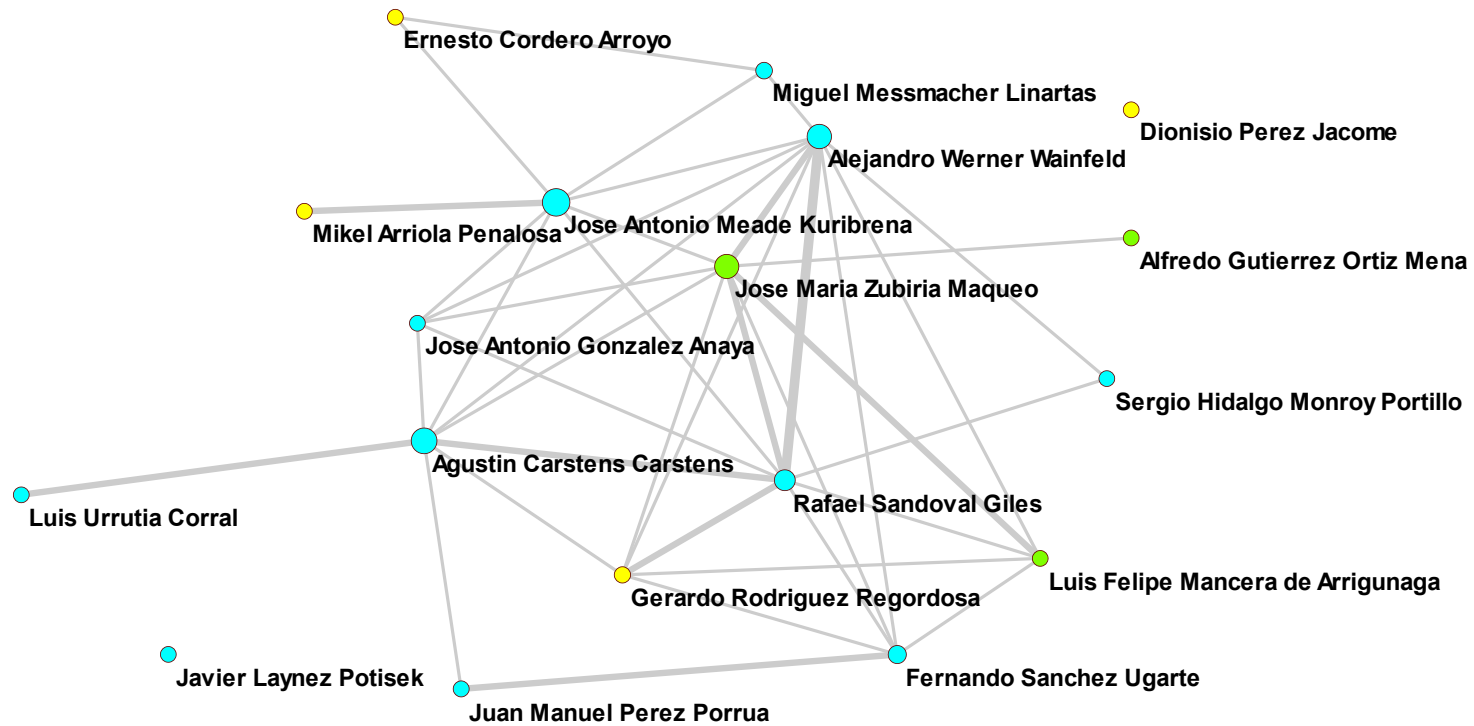 Ernesto Cordero Arroyo
Miguel Messmacher Linartas
Dionisio Perez Jacome
Alejandro Werner Wainfeld
Mikel Arriola Penalosa
Jose Antonio Meade Kuribrena
Alfredo Gutierrez Ortiz Mena
Jose Maria Zubiria Maqueo
Jose Antonio Gonzalez Anaya
Sergio Hidalgo Monroy Portillo
Agustin Carstens Carstens
Rafael Sandoval Giles
Luis Urrutia Corral
Luis Felipe Mancera de Arrigunaga
Gerardo Rodriguez Regordosa
Javier Laynez Potisek
Fernando Sanchez Ugarte
Juan Manuel Perez Porrua